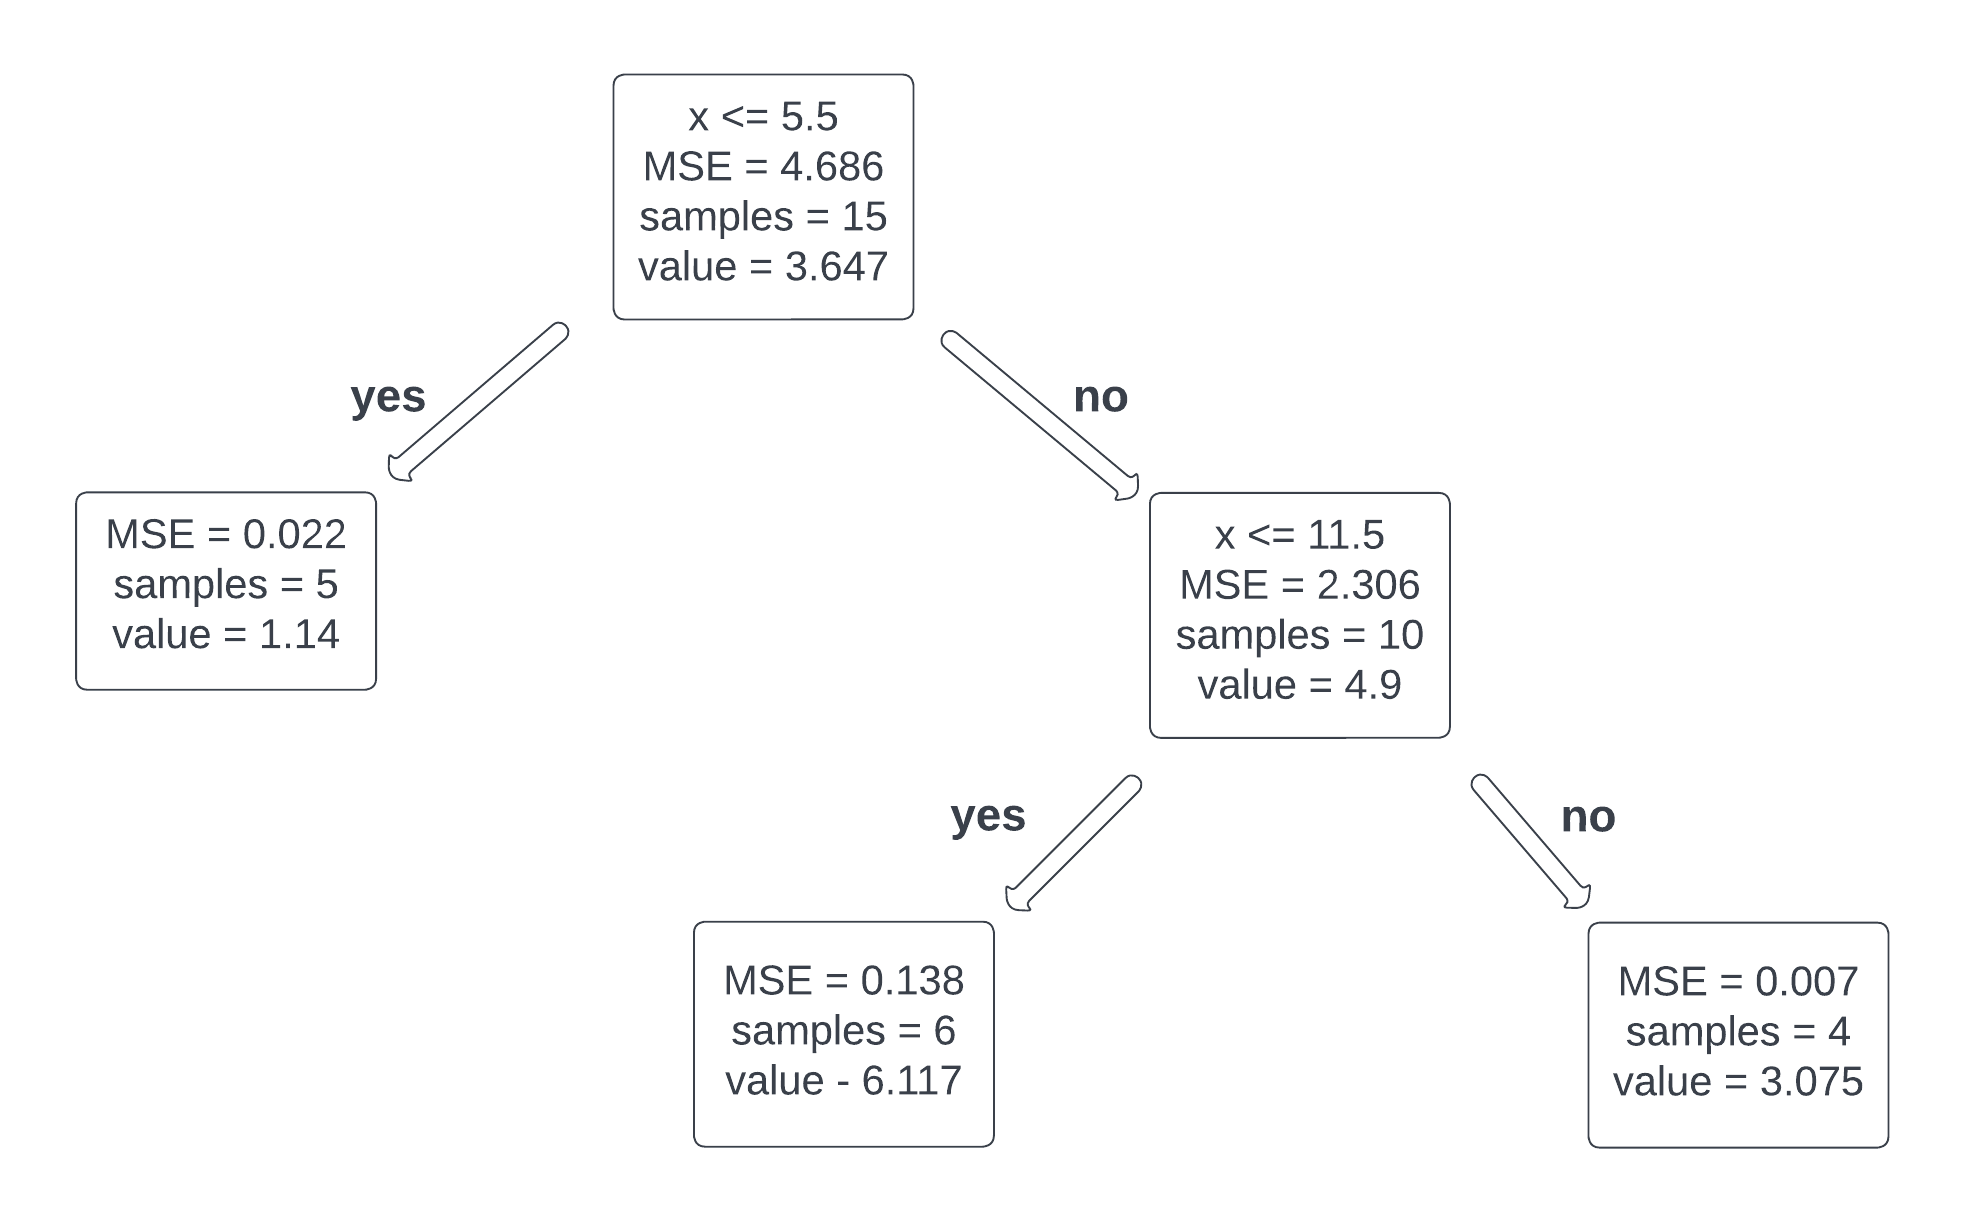 x <= 5.5
MSE = 4.686
samples = 15
value = 3.647
yes
no
MSE = 0.022
samples = 5
value = 1.14
x <= 11.5
MSE = 2.306
samples = 10
value = 4.9
yes
no
MSE = 0.138
samples = 6
value - 6.117
MSE = 0.007
samples = 4
value = 3.075